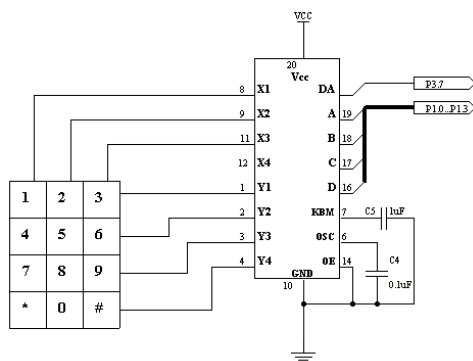 VCC
20
Vcc
8 X1 DA P3.7
9 X2 A 19 P1.0...P1.3
11 X3 B 18
12 X4 C 17
1 Y1 D 16
2 Y2 KBM 7 C5 1uF
3 Y3 OSC 6
4 Y4 OE 14
GND
10
C4
0.1uF
1 2 3
4 5 6
7 8 9
* 0 #